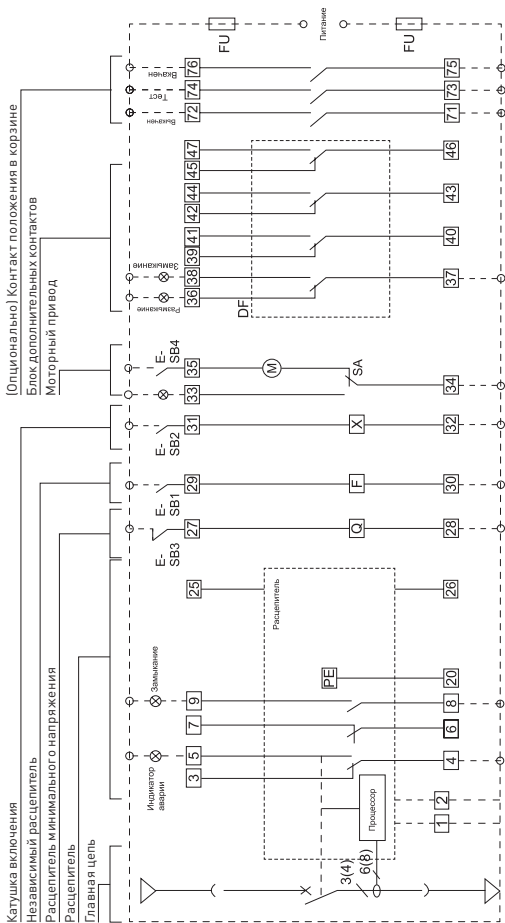 (Опционально) Контакт положения в корзине
Блок дополнительных контактов
Моторный привод
Катушка включения
Независимый расцепитель
Расцепитель минимального напряжения
Расцепитель
Главная цепь
FU
Питание
FU
Вкачен
Тест
Выкачен
76
74
72
75
73
71
47
45
44
42
41
39
38
36
Замыкание
Размыкание
DF
46
43
40
37
E-
SB4
35
33
M
SA
34
E-
SB2
31
X
32
E-
SB1
29
F
30
E-
SB3
27
Q
28
25
26
Расцепитель
PE
20
Замыкание
9
7
8
6
Индикатор
аварии
5
3
4
Процессор
2
1
3(4)
6(8)